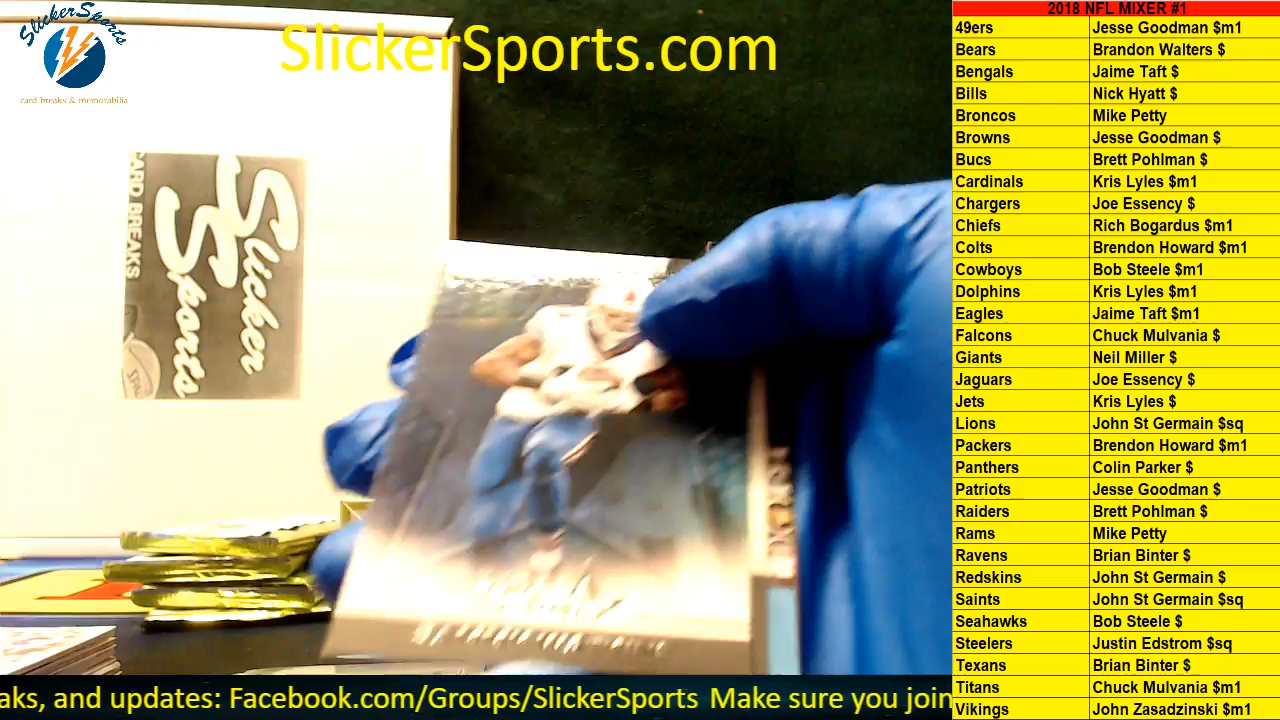 SlickerSports
card breaks & memorabilia
SlickerSports.com
Slicker
Sports
CARD BREAKS
2018 NFL MIXER #1
49ers Jesse Goodman $m1
Bears Brandon Walters $
Bengals Jaime Taft $
Bills Nick Hyatt $
Broncos Mike Petty
Browns Jesse Goodman $
Bucs Brett Pohlman $
Cardinals Kris Lyles $m1
Chargers Joe Essency $
Chiefs Rich Bogardus $m1
Colts Brendon Howard $m1
Cowboys Bob Steele $m1
Dolphins Kris Lyles $m1
Eagles Jaime Taft $m1
Falcons Chuck Mulvania $
Giants Neil Miller $
Jaguars Joe Essency $
Jets Kris Lyles $
Lions John St Germain $sq
Packers Brendon Howard $m1
Panthers Colin Parker $
Patriots Jesse Goodman $
Raiders Brett Pohlman $
Rams Mike Petty
Ravens Brian Binter $
Redskins John St Germain $
Saints John St Germain $sq
Seahawks Bob Steele $
Steelers Justin Edstrom $sq
Texans Brian Binter $
Titans Chuck Mulvania $m1
Vikings John Zasadzinski $m1
aks, and updates: Facebook.com/Groups/SlickerSports Make sure you join